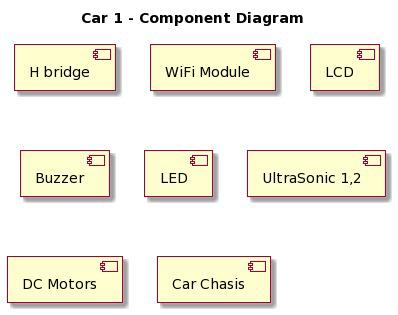 Car 1 - Component Diagram
H bridge
WiFi Module
LCD
Buzzer
LED
UltraSonic 1,2
DC Motors
Car Chasis